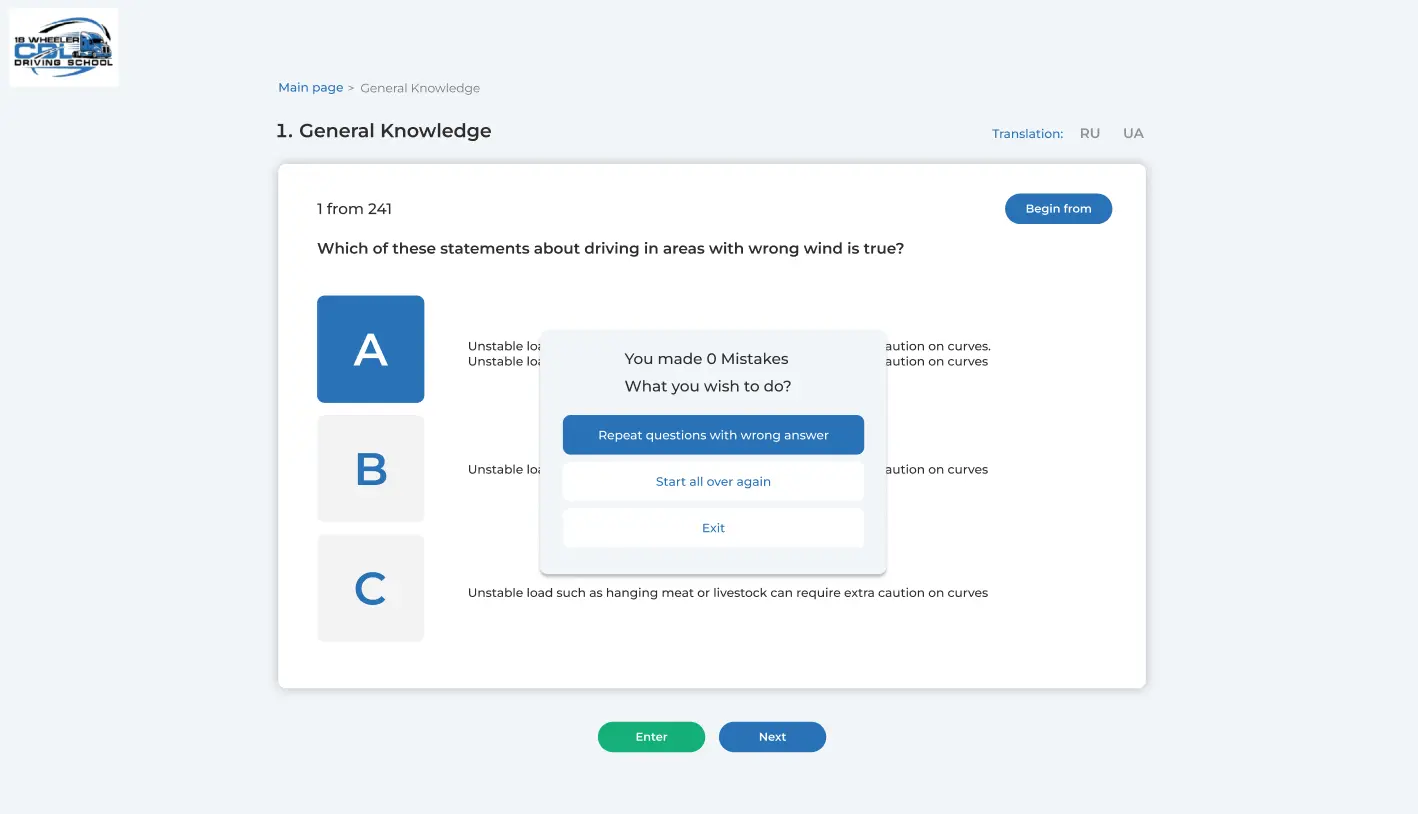 18 WHEELER
CDL
DRIVING SCHOOL
Main page > General Knowledge
1. General Knowledge
Translation: RU UA
1 from 241
Begin from
Which of these statements about driving in areas with wrong wind is true?
A
Unstable loa
aution on curves.
Unstable loa
aution on curves
You made 0 Mistakes
What you wish to do?
Repeat questions with wrong answer
Start all over again
Exit
B
Unstable loa
aution on curves
C
Unstable load such as hanging meat or livestock can require extra caution on curves
Enter
Next